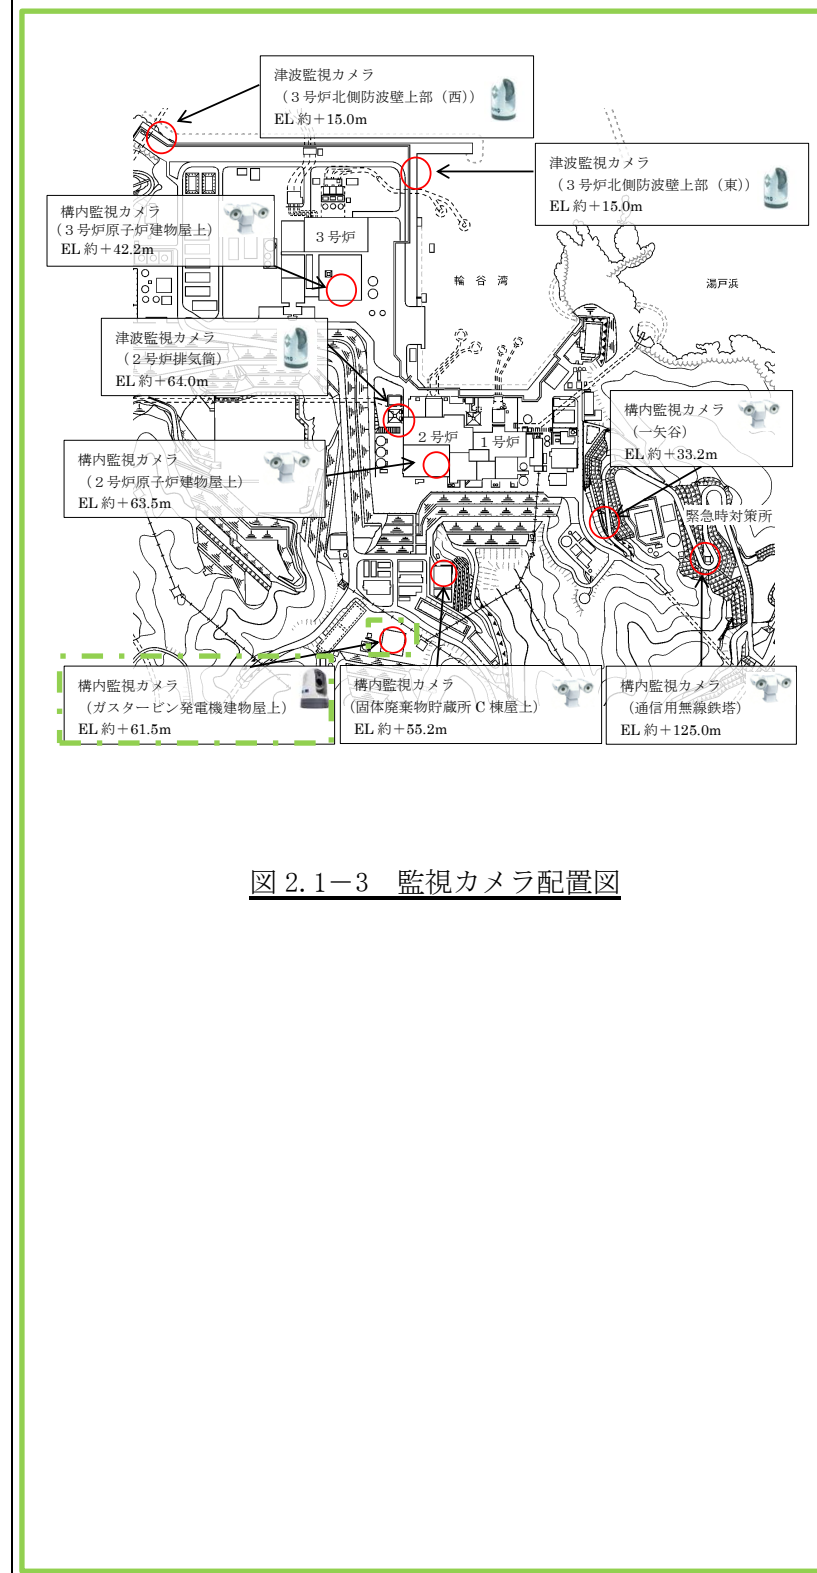 津波監視カメラ
（３号炉北側防波壁上部（西））
EL 約＋15.0m
津波監視カメラ
（３号炉北側防波壁上部（東））
EL 約＋15.0m
構内監視カメラ
（３号炉原子炉建物屋上）
EL 約＋42.2m
３号炉
輪谷湾
湯戸浜
津波監視カメラ
（２号炉排気筒）
EL 約＋64.0m
構内監視カメラ
（一矢谷）
EL 約＋33.2m
２号炉
１号炉
構内監視カメラ
（２号炉原子炉建物屋上）
EL 約＋63.5m
緊急時対策所
構内監視カメラ
（ガスタービン発電機建物屋上）
EL 約＋61.5m
構内監視カメラ
（固体廃棄物貯蔵所 C 棟屋上）
EL 約＋55.2m
構内監視カメラ
（通信用無線鉄塔）
EL 約＋125.0m
図 2.1－3　監視カメラ配置図